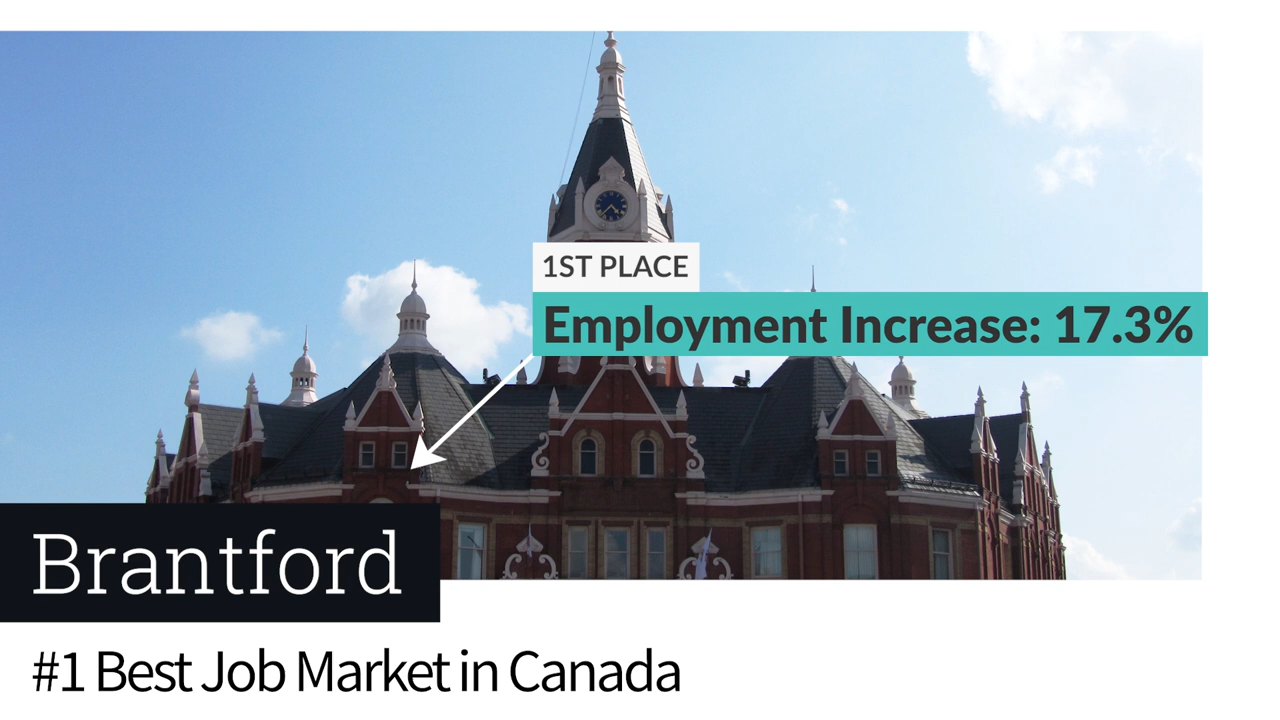 1ST PLACE
Employment Increase: 17.3%
Brantford
#1 Best Job Market in Canada